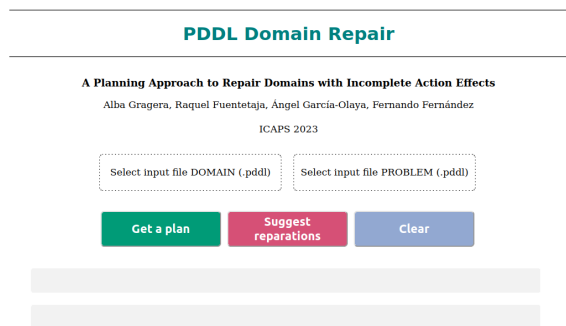 PDDL Domain Repair
A Planning Approach to Repair Domains with Incomplete Action Effects
Alba Gragera, Raquel Fuentetaja, Ángel García-Olaya, Fernando Fernández
ICAPS 2023
Select input file DOMAIN (.pddl)
Select input file PROBLEM (.pddl)
Get a plan
Suggest
reparations
Clear